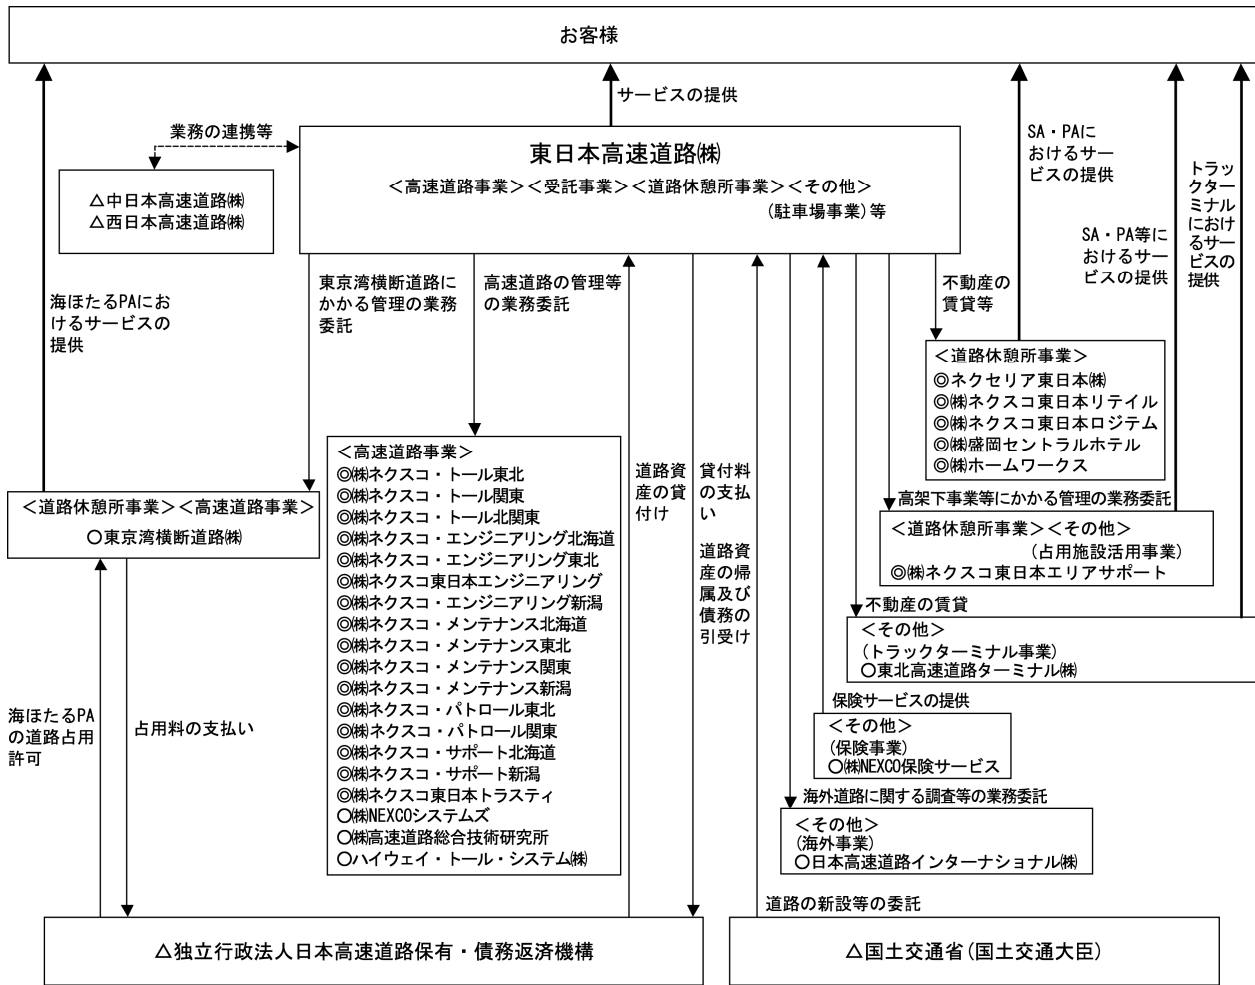 お客様
サービスの提供
業務の連携等
東日本高速道路㈱
＜高速道路事業＞＜受託事業＞＜道路休憩所事業＞＜その他＞
(駐車場事業)等
△中日本高速道路㈱
△西日本高速道路㈱
SA・PAに
おけるサー
ビスの提供
SA・PA等に
おけるサー
ビスの提供
トラッ
クター
ミナル
におけ
るサー
ビスの
提供
海ほたるPAにお
けるサービスの
提供
東京湾横断道路に
かかる管理の業務
委託
高速道路の管理等
の業務委託
不動産の
賃貸等
＜道路休憩所事業＞
◎ネクセリア東日本㈱
◎㈱ネクスコ東日本リテイル
◎㈱ネクスコ東日本ロジテム
◎㈱盛岡セントラルホテル
◎㈱ホームワークス
＜道路休憩所事業＞＜高速道路事業＞
○東京湾横断道路㈱
＜高速道路事業＞
◎㈱ネクスコ・トール東北
◎㈱ネクスコ・トール関東
◎㈱ネクスコ・トール北関東
◎㈱ネクスコ・エンジニアリング北海道
◎㈱ネクスコ・エンジニアリング東北
◎㈱ネクスコ東日本エンジニアリング
◎㈱ネクスコ・エンジニアリング新潟
◎㈱ネクスコ・メンテナンス北海道
◎㈱ネクスコ・メンテナンス東北
◎㈱ネクスコ・メンテナンス関東
◎㈱ネクスコ・メンテナンス新潟
◎㈱ネクスコ・パトロール東北
◎㈱ネクスコ・パトロール関東
◎㈱ネクスコ・サポート北海道
◎㈱ネクスコ・サポート新潟
◎㈱ネクスコ東日本トラスティ
○㈱NEXCOシステムズ
○㈱高速道路総合技術研究所
○ハイウェイ・トール・システム㈱
道路資
産の貸
付け
貸付料
の支払
い
道路資
産の帰
属及び
債務の
引受け
高架下事業等にかかる管理の業務委託
＜道路休憩所事業＞＜その他＞
(占用施設活用事業)
◎㈱ネクスコ東日本エリアサポート
不動産の賃貸
＜その他＞
(トラックターミナル事業)
○東北高速道路ターミナル㈱
保険サービスの提供
＜その他＞
(保険事業)
○㈱NEXCO保険サービス
海外道路に関する調査等の業務委託
＜その他＞
(海外事業)
○日本高速道路インターナショナル㈱
海ほたるPA
の道路占用
許可
占用料の支払い
道路の新設等の委託
△独立行政法人日本高速道路保有・債務返済機構
△国土交通省(国土交通大臣)